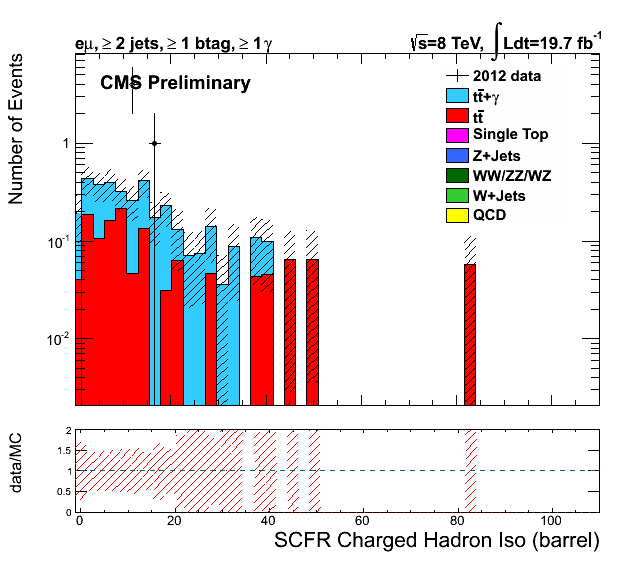 eμ, ≥ 2 jets, ≥ 1 btag, ≥ 1γ
√s=8 TeV, ∫Ldt=19.7 fb⁻¹
CMS Preliminary
2012 data
tt̄+γ
tt̄
Single Top
Z+Jets
WW/ZZ/WZ
W+Jets
QCD
Number of Events
1
10⁻¹
10⁻²
data/MC
2
1.5
1
0.5
0
0 20 40 60 80 100
SCFR Charged Hadron Iso (barrel)